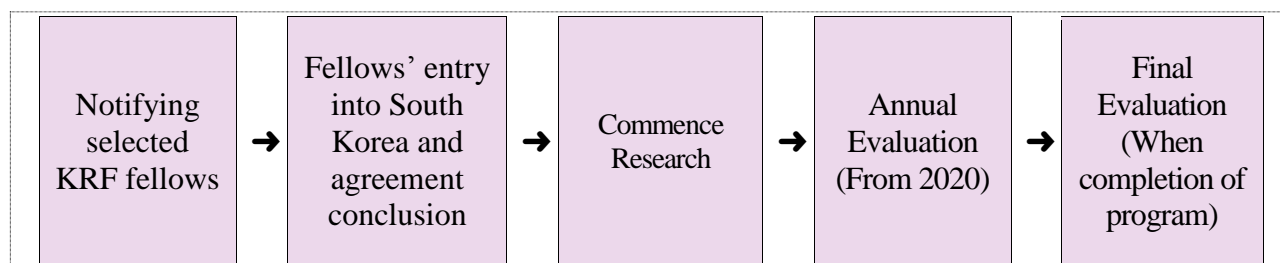 Notifying
selected
KRF fellows
➔
Fellows’ entry
into South
Korea and
agreement
conclusion
➔
Commence
Research
➔
Annual
Evaluation
(From 2020)
➔
Final
Evaluation
(When
completion of
program)